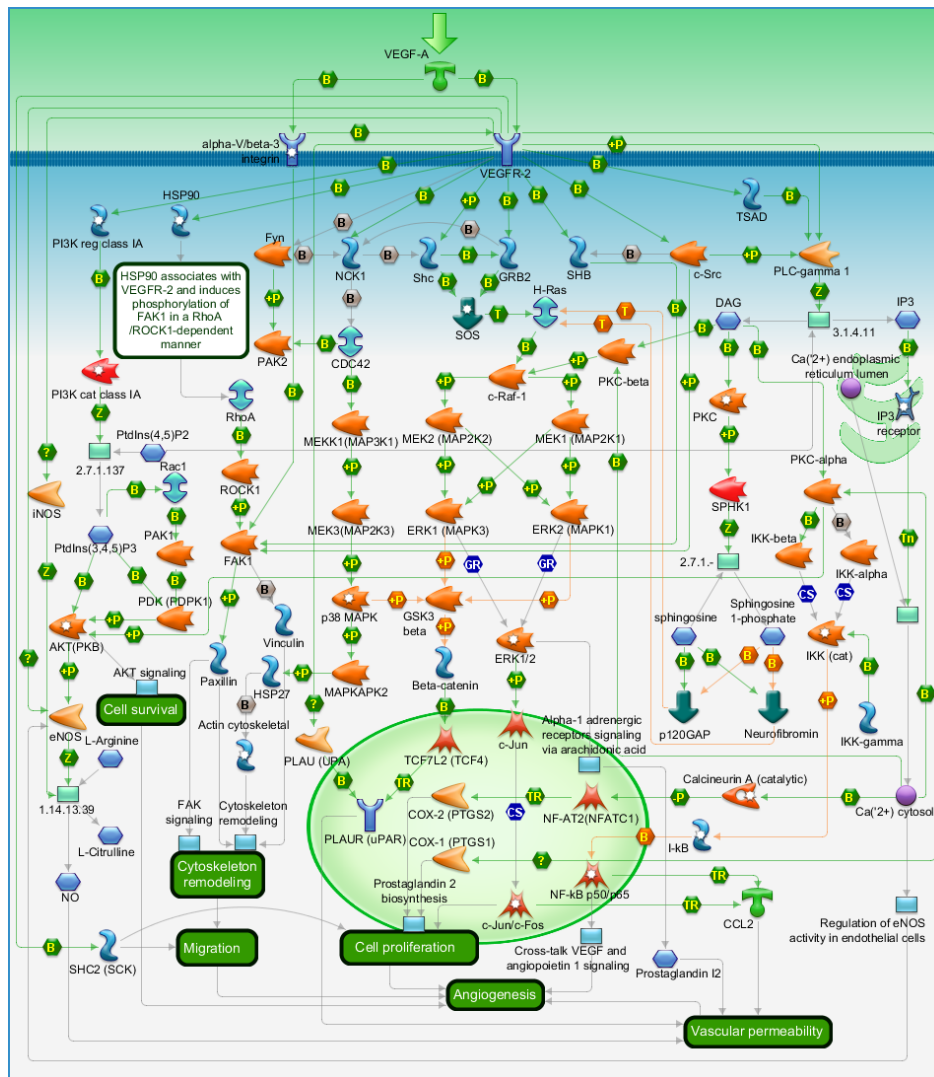 VEGF-A
B
B
alpha-V/beta-3
integrin
B
VEGFR-2
+P
B
B
B
B
+P
B
B
B
B
PI3K reg class IA
HSP90
TSAD
B
Fyn
B
NCK1
B
Shc
B
GRB2
SHB
B
c-Src
+P
PLC-gamma 1
B
HSP90 associates with
VEGFR-2 and induces
phosphorylation of
FAK1 in a RhoA
/ROCK1-dependent
manner
+P
B
B
B
SOS
T
H-Ras
T
T
Z
DAG
3.1.4.11
IP3
PI3K cat class IA
PAK2
B
CDC42
B
PKC-beta
B
B
B
B
B
Ca('2+) endoplasmic
reticulum lumen
c-Raf-1
B
+P
+P
+P
PKC
IP3
receptor
Z
RhoA
B
MEKK1(MAP3K1)
MEK2 (MAP2K2)
MEK1 (MAP2K1)
B
+P
PtdIns(4,5)P2
2.7.1.137
?
iNOS
Rac1
B
ROCK1
+P
+P
+P
+P
+P
SPHK1
PKC-alpha
PtdIns(3,4,5)P3
PAK1
B
+P
FAK1
MEK3(MAP2K3)
ERK1 (MAPK3)
ERK2 (MAPK1)
Z
2.7.1.-
B
B
IKK-beta
IKK-alpha
Tn
Z
B
B
B
PDK (PDPK1)
+P
+P
B
+P
+P
GR
GR
CS
CS
AKT(PKB)
+P
Vinculin
p38 MAPK
+P
GSK3
beta
+P
ERK1/2
sphingosine
Sphingosine
1-phosphate
IKK (cat)
?
+P
AKT signaling
Cell survival
Paxillin
HSP27
+P
MAPKAPK2
+P
Beta-catenin
+P
B
B
B
B
+P
B
B
eNOS
L-Arginine
B
Actin cytoskeletal
?
PLAU (UPA)
B
TCF7L2 (TCF4)
c-Jun
Alpha-1 adrenergic
receptors signaling
via arachidonic acid
p120GAP
Neurofibromin
IKK-gamma
Z
1.14.13.39
L-Citrulline
NO
FAK
signaling
Cytoskeleton
remodeling
B
TR
PLAUR (uPAR)
COX-2 (PTGS2)
TR
CS
NF-AT2(NFATC1)
-P
Calcineurin A (catalytic)
B
Ca('2+) cytosol
COX-1 (PTGS1)
?
B
I-kB
Cytoskeleton
remodeling
Prostaglandin 2
biosynthesis
NF-kB p50/p65
TR
TR
c-Jun/c-Fos
CCL2
Regulation of eNOS
activity in endothelial cells
B
SHC2 (SCK)
Migration
Cell proliferation
Cross-talk VEGF and
angiopoietin 1 signaling
Prostaglandin I2
Angiogenesis
Vascular permeability